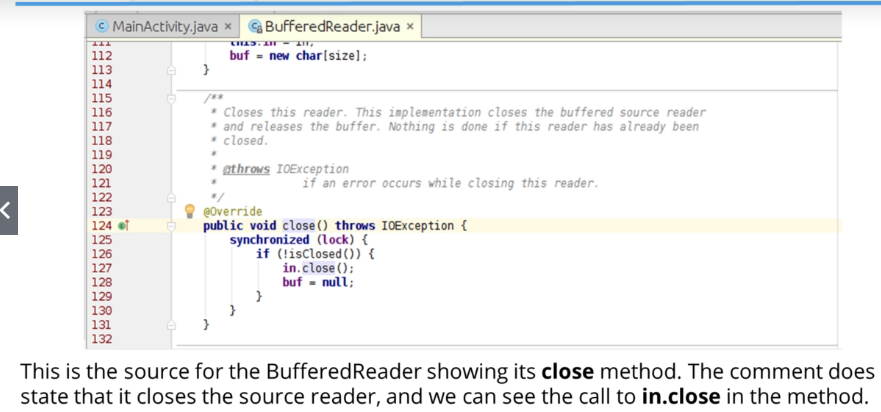 MainActivity.java × BufferedReader.java ×
111 this.in = in;
112 buf = new char[size];
113 }
114
115 /**
116 * Closes this reader. This implementation closes the buffered source reader
117 * and releases the buffer. Nothing is done if this reader has already been
118 * closed.
119 *
120 * @throws IOException
121 * if an error occurs while closing this reader.
122 */
123 @Override
124 public void close() throws IOException {
125 synchronized (lock) {
126 if (!isClosed()) {
127 in.close();
128 buf = null;
129 }
130 }
131 }
132
This is the source for the BufferedReader showing its close method. The comment does
state that it closes the source reader, and we can see the call to in.close in the method.